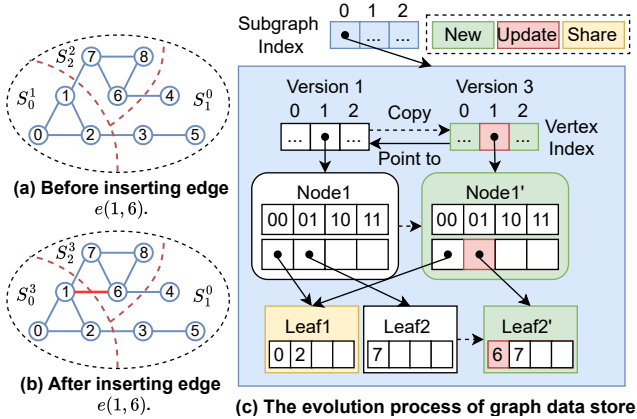 S_2^2
7
8
S_0^1
1
6
4
S_1^0
0
2
3
5
(a) Before inserting edge
e(1, 6).
S_2^3
7
8
S_0^3
1
6
4
S_1^0
0
2
3
5
(b) After inserting edge
e(1, 6).
Subgraph
Index
0 1 2
... ...
New Update Share
Version 1
0 1 2
... ...
Copy
Point to
Version 3
0 1 2
... ...
Vertex
Index
Node1
00 01 10 11
Node1'
00 01 10 11
Leaf1
0 2
Leaf2
7
Leaf2'
6 7
(c) The evolution process of graph data store